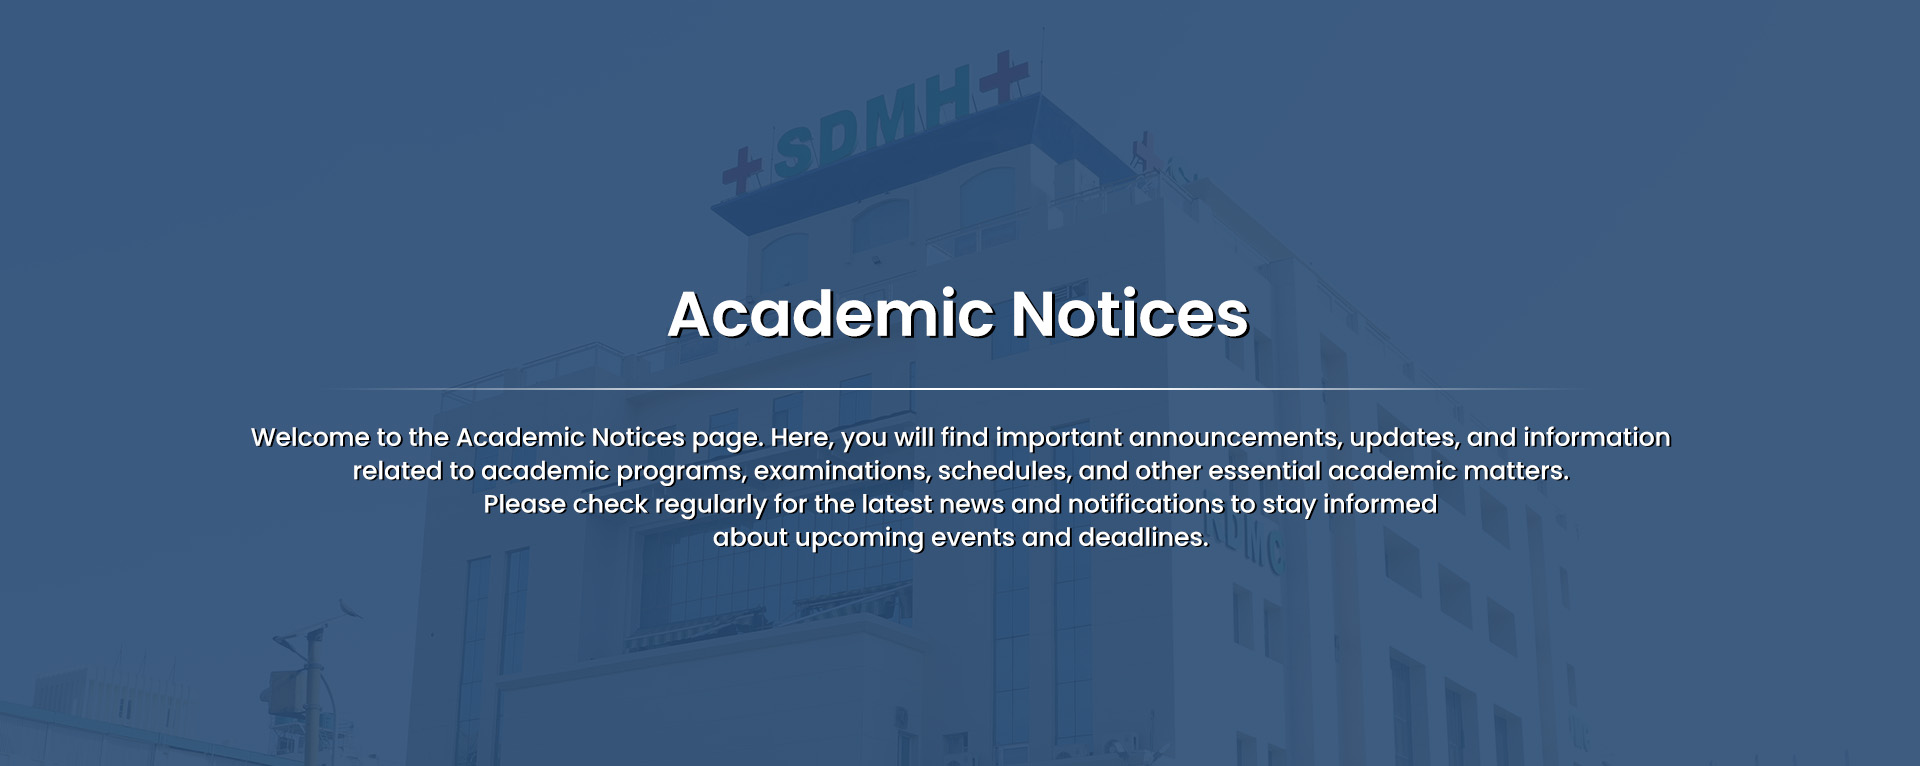 SDMH
Academic Notices
Welcome to the Academic Notices page. Here, you will find important announcements, updates, and information
related to academic programs, examinations, schedules, and other essential academic matters.
Please check regularly for the latest news and notifications to stay informed
about upcoming events and deadlines.